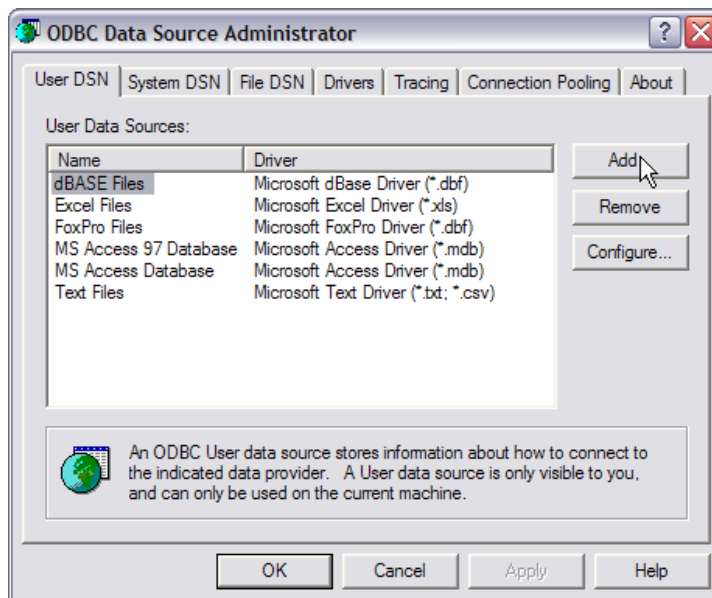 ODBC Data Source Administrator
User DSN System DSN File DSN Drivers Tracing Connection Pooling About
User Data Sources:
Name Driver
dBASE Files Microsoft dBase Driver (*.dbf)
Excel Files Microsoft Excel Driver (*.xls)
FoxPro Files Microsoft FoxPro Driver (*.dbf)
MS Access 97 Database Microsoft Access Driver (*.mdb)
MS Access Database Microsoft Access Driver (*.mdb)
Text Files Microsoft Text Driver (*.txt; *.csv)
Add
Remove
Configure...
An ODBC User data source stores information about how to connect to
the indicated data provider. A User data source is only visible to you,
and can only be used on the current machine.
OK Cancel Apply Help